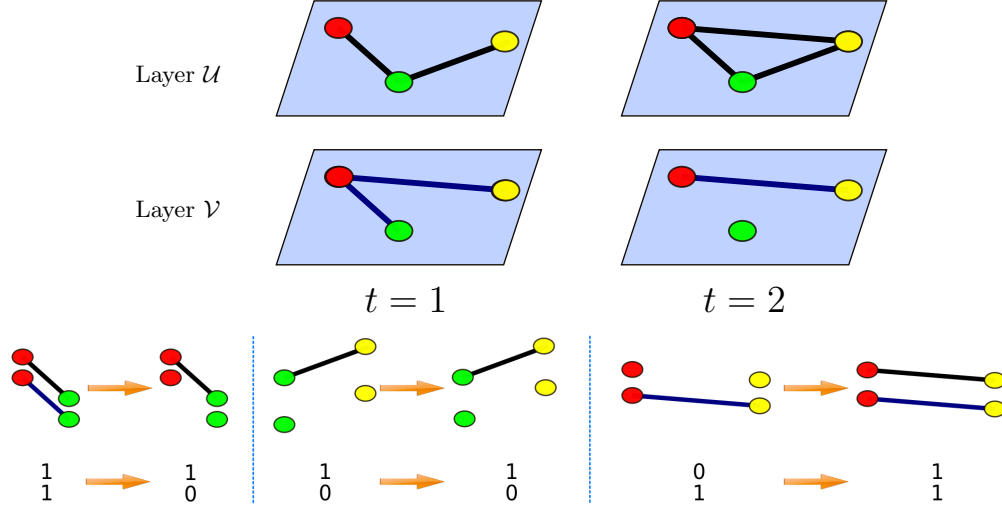 Layer 𝒰
Layer 𝒱
t = 1 t = 2
1 1 1 1 0 1
1 0 0 0 1 1